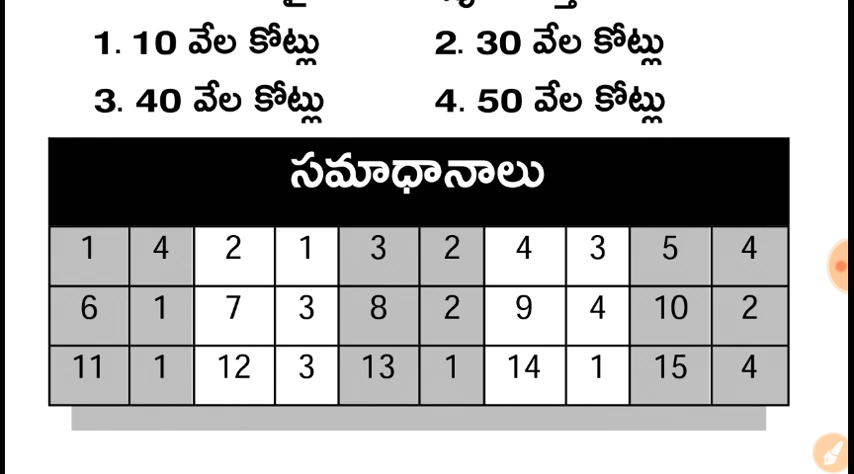 1. 10 వేల కోట్లు 2. 30 వేల కోట్లు
3. 40 వేల కోట్లు 4. 50 వేల కోట్లు
సమాధానాలు
1 4 2 1 3 2 4 3 5 4
6 1 7 3 8 2 9 4 10 2
11 1 12 3 13 1 14 1 15 4